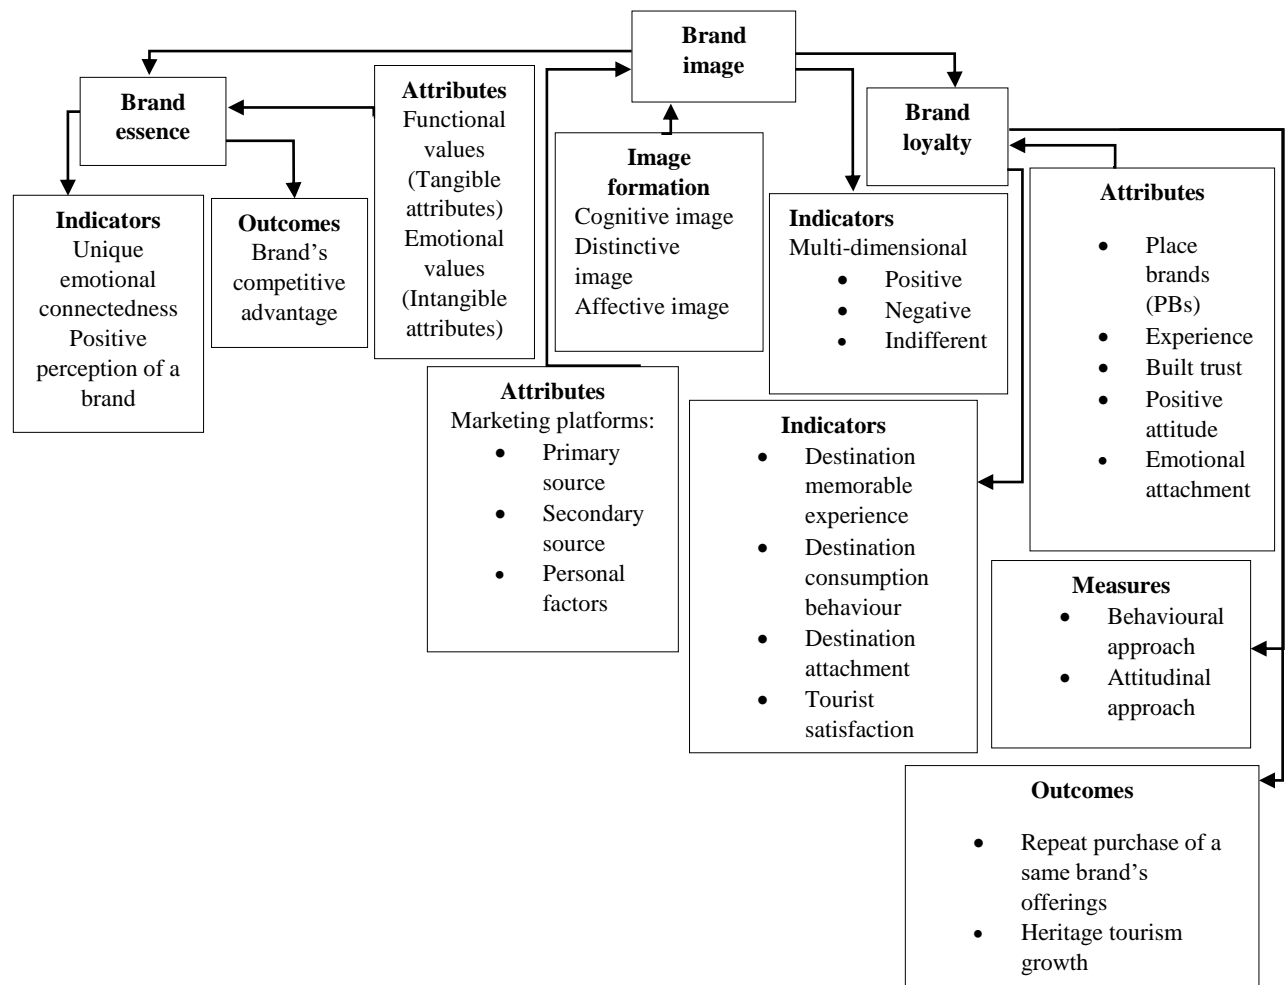 Brand
image
Brand
essence
Attributes
Functional
values
(Tangible
attributes)
Emotional
values
(Intangible
attributes)
Brand
loyalty
Image
formation
Cognitive image
Distinctive
image
Affective image
Indicators
Unique
emotional
connectedness
Positive
perception of a
brand
Outcomes
Brand’s
competitive
advantage
Indicators
Multi-dimensional
● Positive
● Negative
● Indifferent
Attributes
● Place
brands
(PBs)
● Experience
● Built trust
● Positive
attitude
● Emotional
attachment
Attributes
Marketing platforms:
● Primary
source
● Secondary
source
● Personal
factors
Indicators
● Destination
memorable
experience
● Destination
consumption
behaviour
● Destination
attachment
● Tourist
satisfaction
Measures
● Behavioural
approach
● Attitudinal
approach
Outcomes
● Repeat purchase of a
same brand’s
offerings
● Heritage tourism
growth